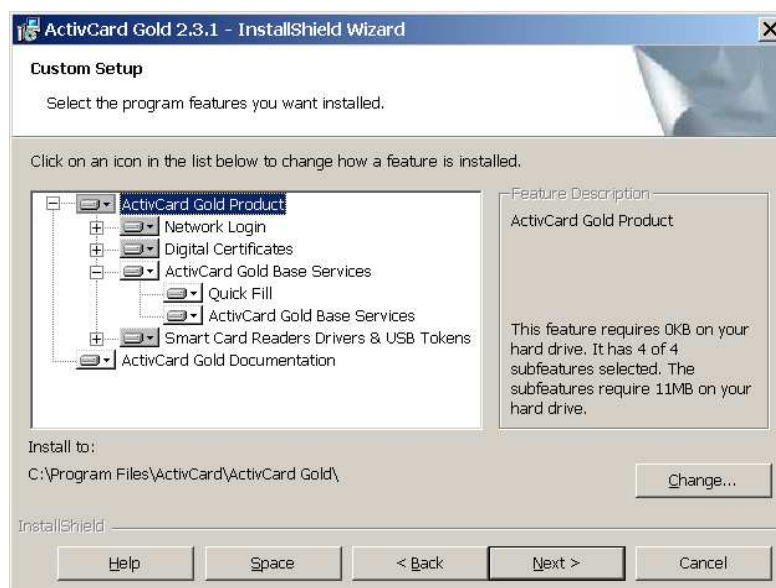 ActivCard Gold 2.3.1 - InstallShield Wizard
Custom Setup
Select the program features you want installed.
Click on an icon in the list below to change how a feature is installed.
ActivCard Gold Product
Network Login
Digital Certificates
ActivCard Gold Base Services
Quick Fill
ActivCard Gold Base Services
Smart Card Readers Drivers & USB Tokens
ActivCard Gold Documentation
Feature Description
ActivCard Gold Product
This feature requires 0KB on your
hard drive. It has 4 of 4
subfeatures selected. The
subfeatures require 11MB on your
hard drive.
Install to:
C:\Program Files\ActivCard\ActivCard Gold\
Change...
InstallShield
Help
Space
< Back
Next >
Cancel